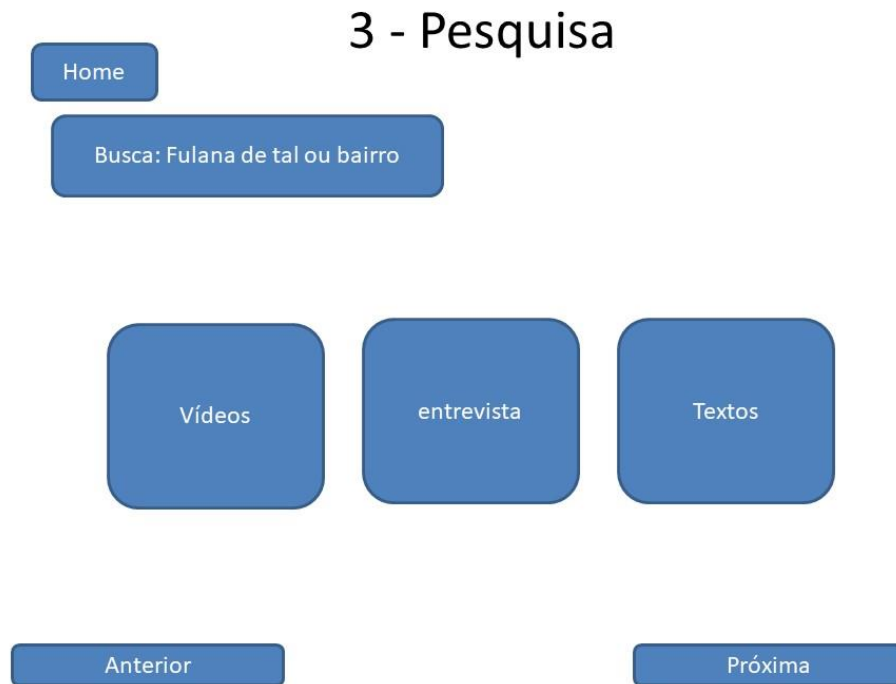 3 - Pesquisa
Home
Busca: Fulana de tal ou bairro
Vídeos
entrevista
Textos
Anterior
Próxima